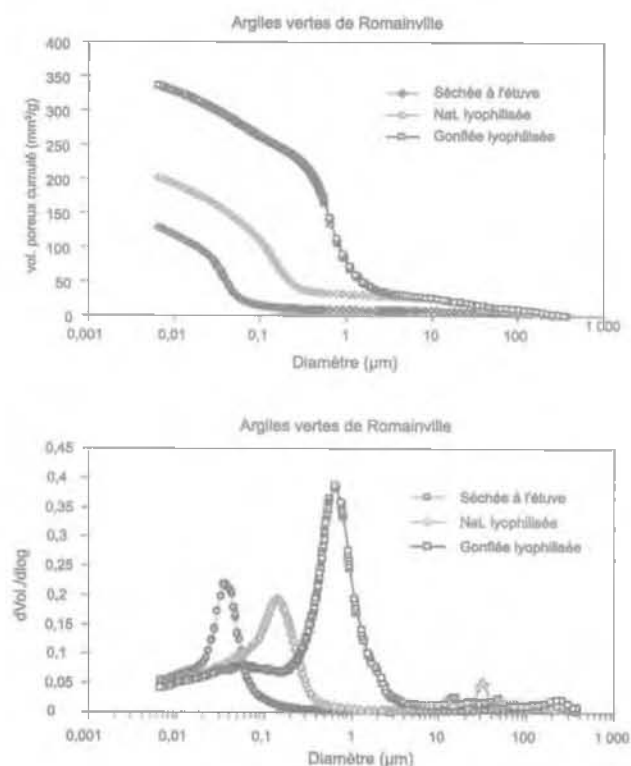 Argiles vertes de Romainville
vol. poreux cumulé (mm³/g)
400
350
300
250
200
150
100
50
0
Séchée à l'étuve
Nat. lyophilisée
Gonflée lyophilisée
0,001
0,01
0,1
1
10
100
1 000
Diamètre (µm)
Argiles vertes de Romainville
dVol./dlog
0,45
0,4
0,35
0,3
0,25
0,2
0,15
0,1
0,05
0
Séchée à l'étuve
Nat. lyophilisée
Gonflée lyophilisée
0,001
0,01
0,1
1
10
100
1 000
Diamètre (µm)